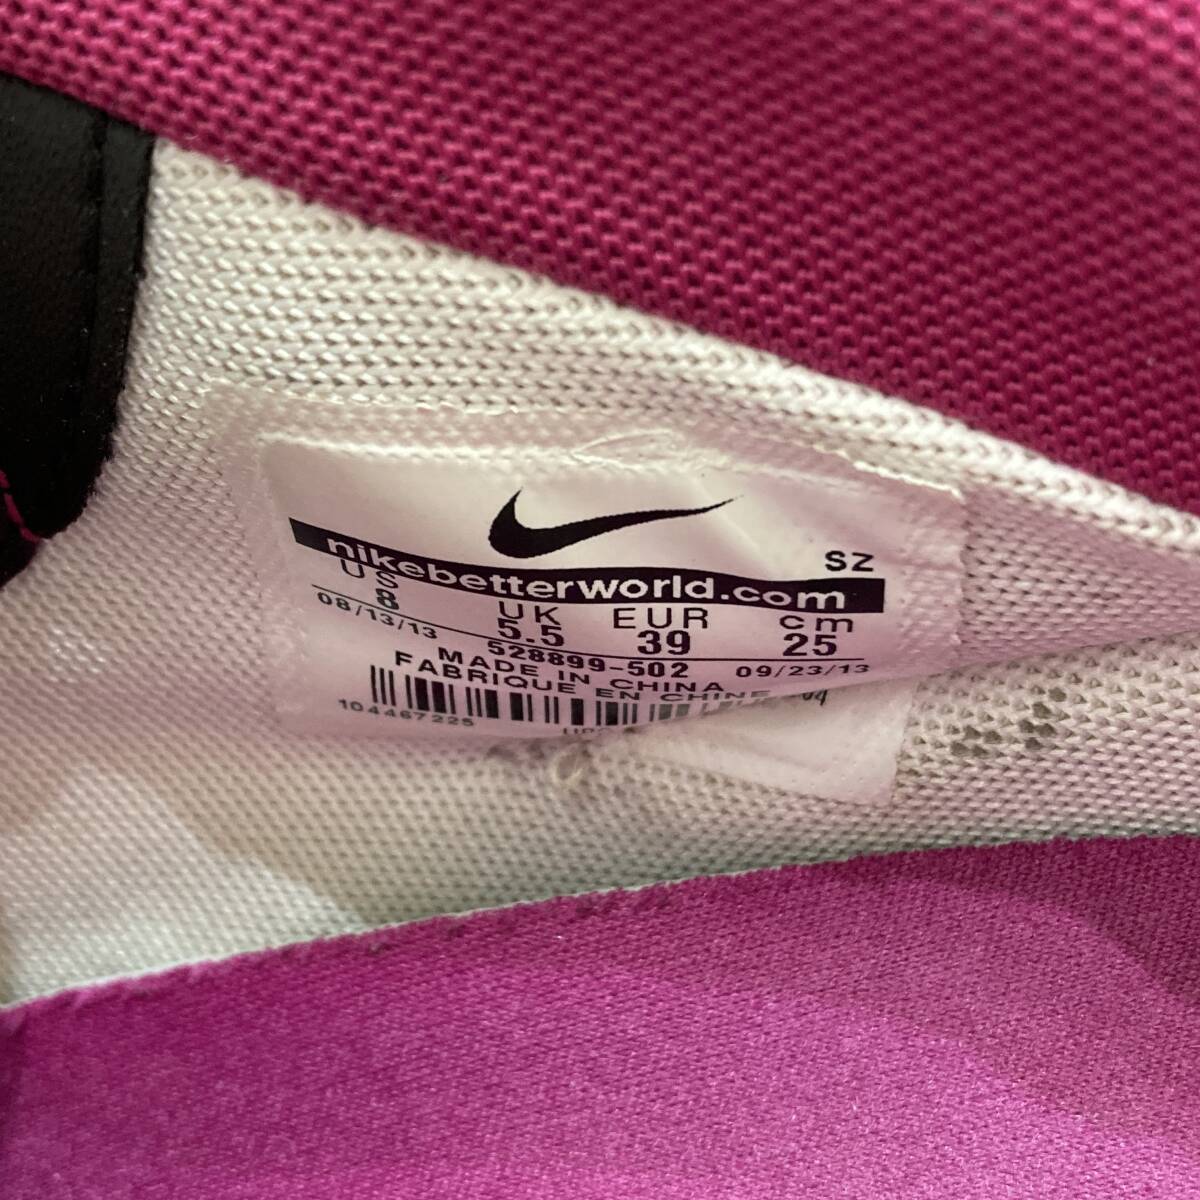 SZ
nikebetterworld.com
US UK EUR cm
8 5.5 39 25
08/13/13 528899-502 09/23/13
MADE IN CHINA
FABRIQUE EN CHINE
104467225